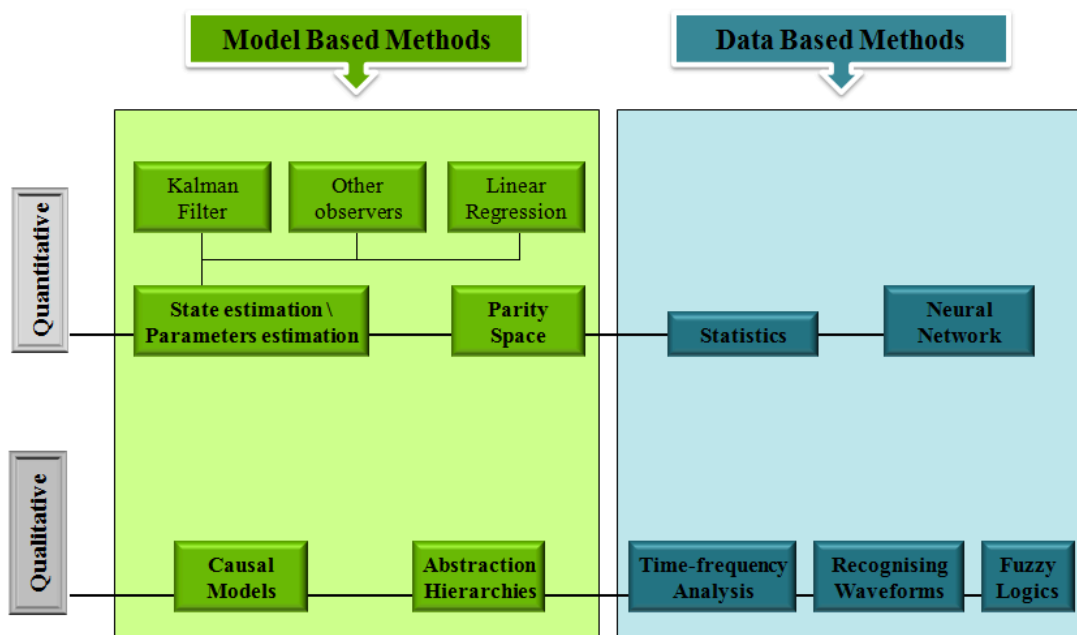 Model Based Methods
Data Based Methods
Quantitative
Kalman
Filter
Other
observers
Linear
Regression
State estimation \
Parameters estimation
Parity
Space
Statistics
Neural
Network
Qualitative
Causal
Models
Abstraction
Hierarchies
Time-frequency
Analysis
Recognising
Waveforms
Fuzzy
Logics